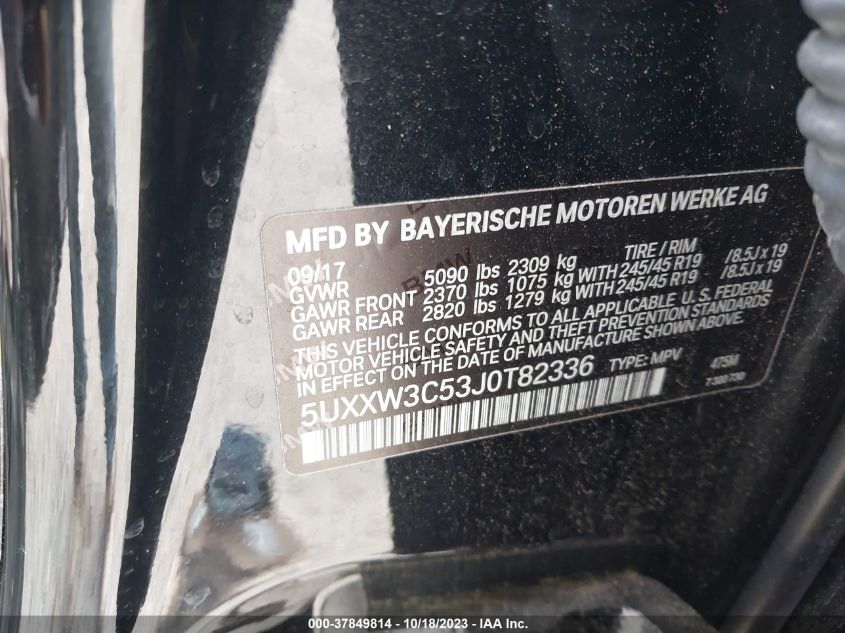 MFD BY BAYERISCHE MOTOREN WERKE AG
09/17 TIRE / RIM
GVWR 5090 lbs 2309 kg
GAWR FRONT 2370 lbs 1075 kg WITH 245/45 R19 /8.5J x 19
GAWR REAR 2820 lbs 1279 kg WITH 245/45 R19 /8.5J x 19
THIS VEHICLE CONFORMS TO ALL APPLICABLE U. S. FEDERAL
MOTOR VEHICLE SAFETY AND THEFT PREVENTION STANDARDS
IN EFFECT ON THE DATE OF MANUFACTURE SHOWN ABOVE.
5UXXW3C53J0T82336 TYPE: MPV 475M
7300790
000-37849814 - 10/18/2023 - IAAI.COM